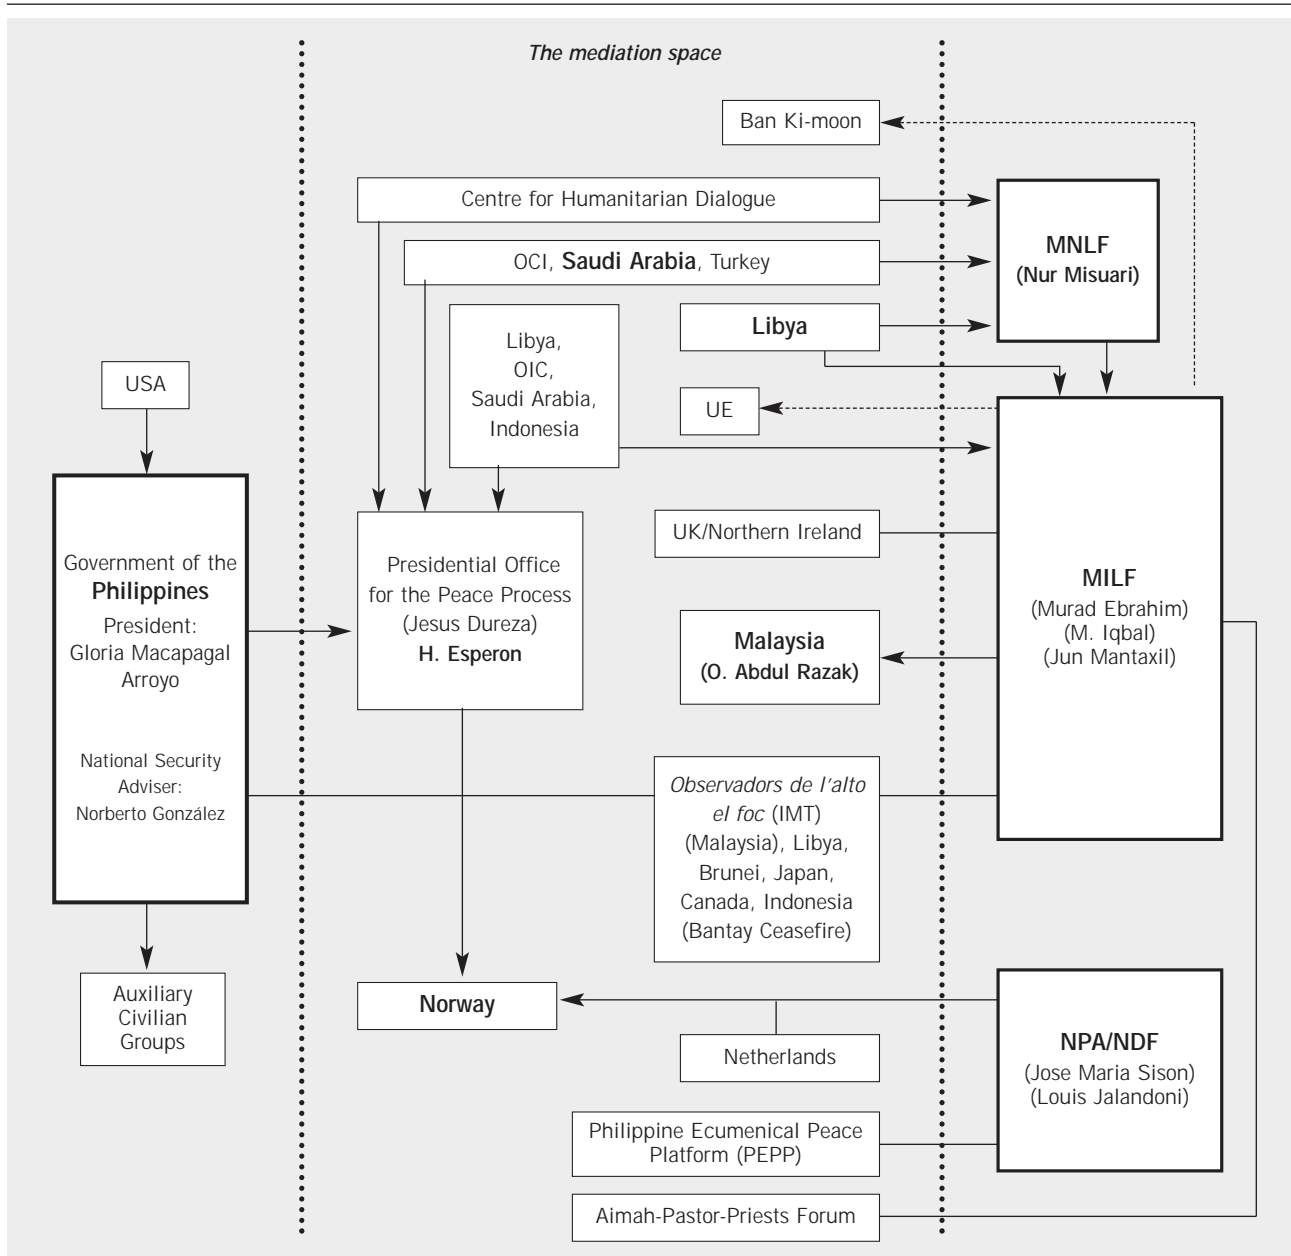 The mediation space
Ban Ki-moon
Centre for Humanitarian Dialogue
MNLF
(Nur Misuari)
OCI, Saudi Arabia, Turkey
Libya
Libya,
OIC,
Saudi Arabia,
Indonesia
USA
UE
Government of the
Philippines
President:
Gloria Macapagal
Arroyo
National Security
Adviser:
Norberto González
Presidential Office
for the Peace Process
(Jesus Dureza)
H. Esperon
UK/Northern Ireland
MILF
(Murad Ebrahim)
(M. Iqbal)
(Jun Mantaxil)
Malaysia
(O. Abdul Razak)
Observadors de l'alto
el foc (IMT)
(Malaysia), Libya,
Brunei, Japan,
Canada, Indonesia
(Bantay Ceasefire)
Auxiliary
Civilian
Groups
Norway
Netherlands
NPA/NDF
(Jose Maria Sison)
(Louis Jalandoni)
Philippine Ecumenical Peace
Platform (PEPP)
Aimah-Pastor-Priests Forum